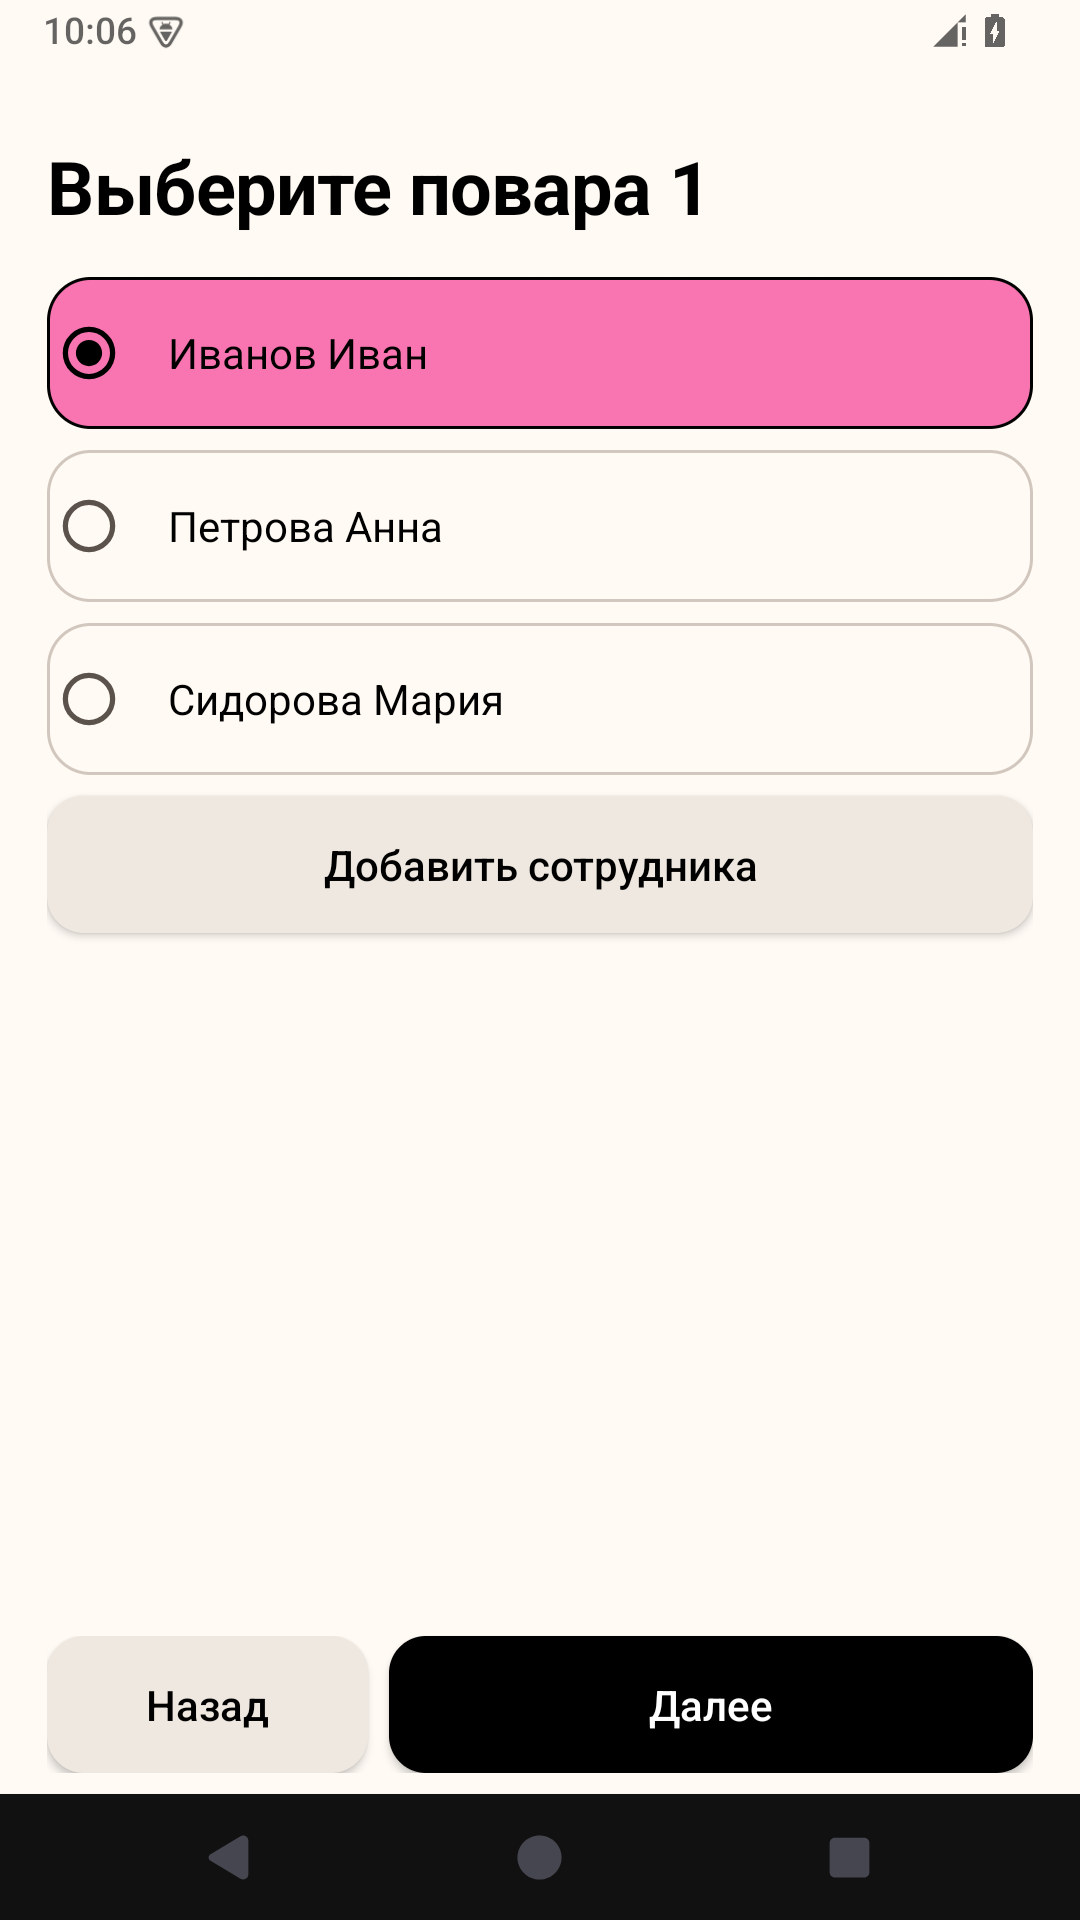 10:06
Выберите повара 1
Иванов Иван
Петрова Анна
Сидорова Мария
Добавить сотрудника
Назад
Далее